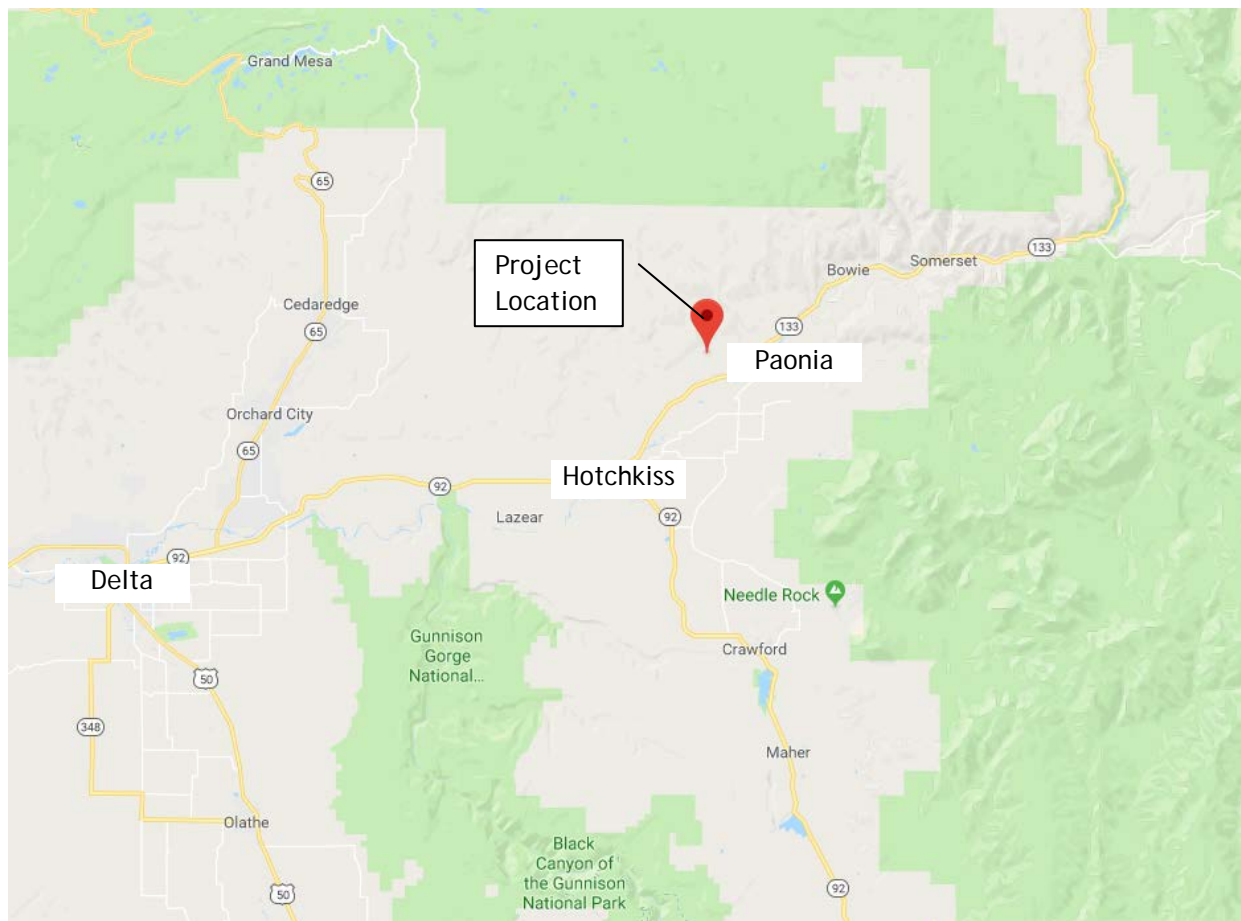 Grand Mesa
65
133
Project
Location
Somerset
Bowie
Cedaredge
65
133
Paonia
Orchard City
65
Hotchkiss
92
Lazear
92
92
Delta
Needle Rock
Gunnison
Gorge
National...
Crawford
50
348
Maher
Olathe
Black
Canyon of
the Gunnison
National Park
92
50